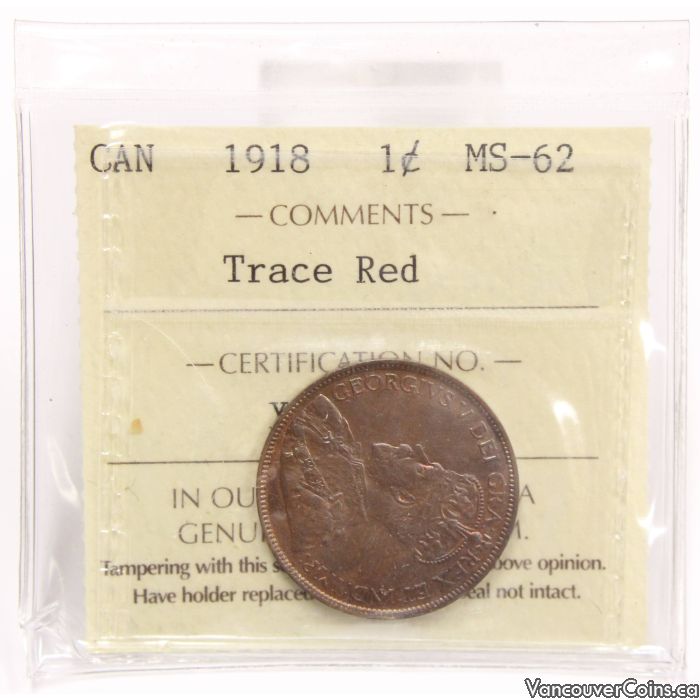 CAN 1918 1¢ MS-62
— COMMENTS —
Trace Red
— CERTIFICATION NO. —
GEORGIVS V DEI GRA: REX ET IND: IMP:
IN OU
GENU M.
Tampering with this s ove opinion.
Have holder replaced eal not intact.
VancouverCoins.ca